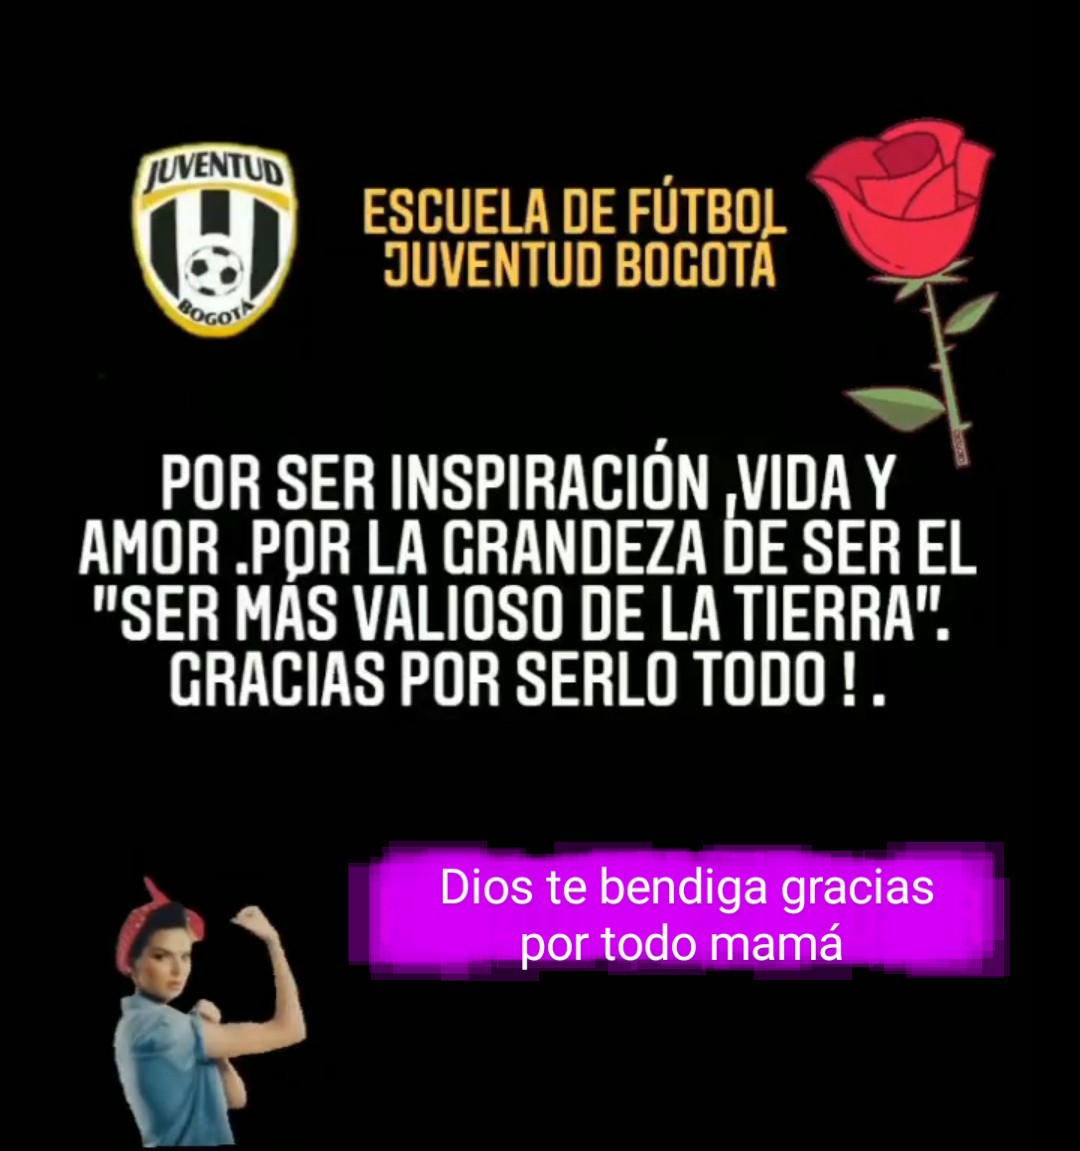 JUVENTUD
BOGOTÁ
ESCUELA DE FÚTBOL
JUVENTUD BOGOTÁ
POR SER INSPIRACIÓN ,VIDA Y
AMOR .POR LA GRANDEZA DE SER EL
"SER MÁS VALIOSO DE LA TIERRA".
GRACIAS POR SERLO TODO ! .
Dios te bendiga gracias
por todo mamá